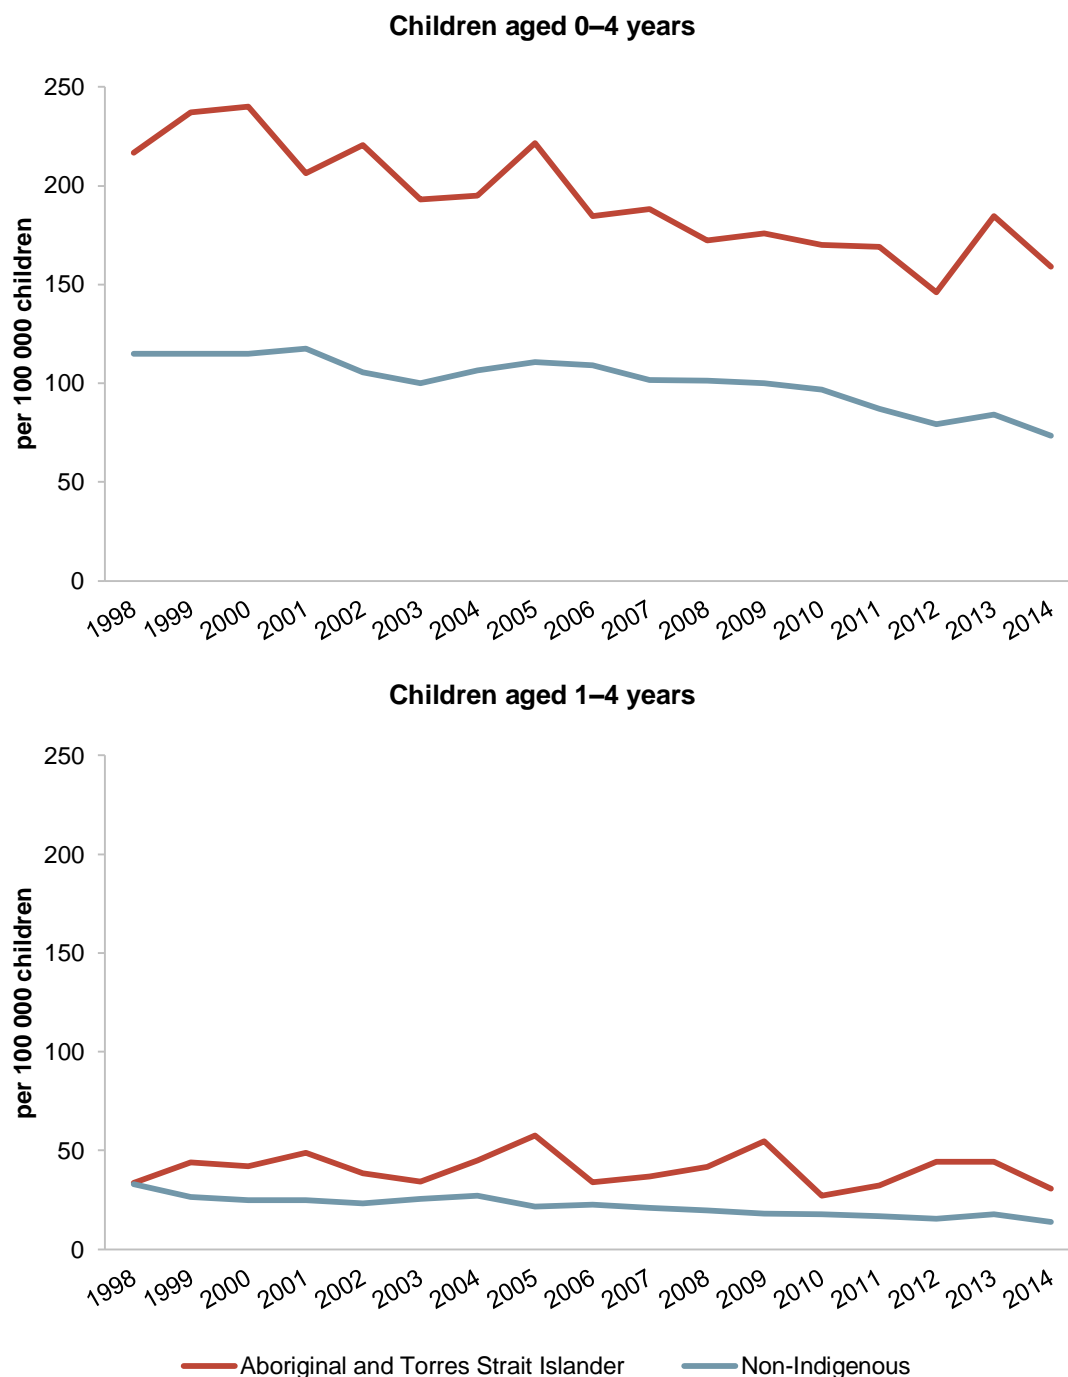 Children aged 0–4 years
250
200
150
100
50
0
per 100 000 children
1998 1999 2000 2001 2002 2003 2004 2005 2006 2007 2008 2009 2010 2011 2012 2013 2014
Children aged 1–4 years
250
200
150
100
50
0
per 100 000 children
1998 1999 2000 2001 2002 2003 2004 2005 2006 2007 2008 2009 2010 2011 2012 2013 2014
Aboriginal and Torres Strait Islander Non-Indigenous